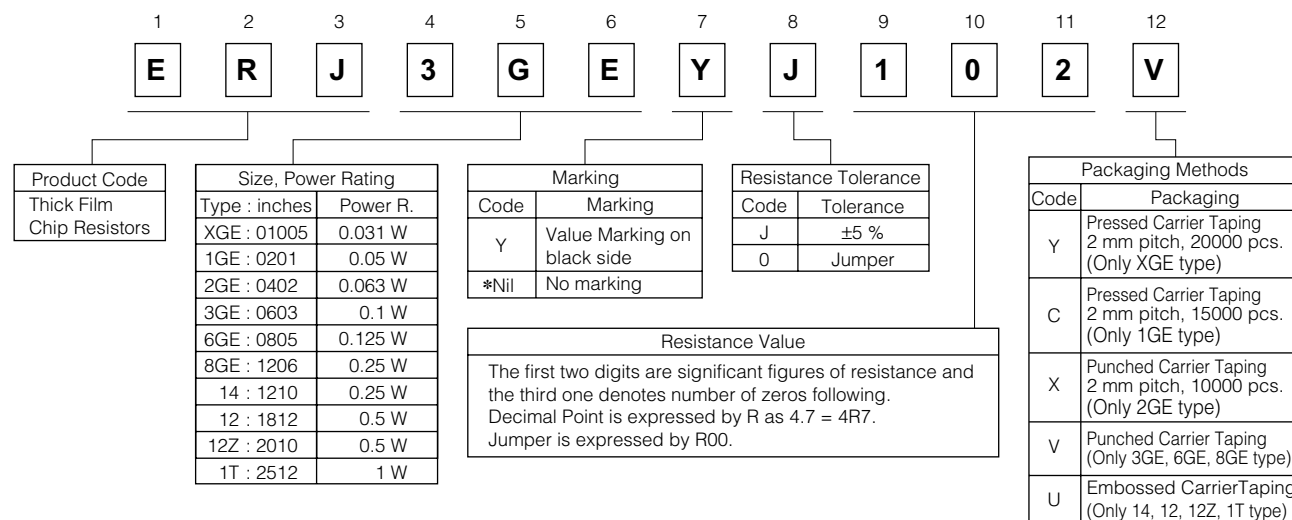 1 2 3 4 5 6 7 8 9 10 11 12
E R J 3 G E Y J 1 0 2 V
Product Code
Thick Film
Chip Resistors
Size, Power Rating
Type : inches Power R.
XGE : 01005 0.031 W
1GE : 0201 0.05 W
2GE : 0402 0.063 W
3GE : 0603 0.1 W
6GE : 0805 0.125 W
8GE : 1206 0.25 W
14 : 1210 0.25 W
12 : 1812 0.5 W
12Z : 2010 0.5 W
1T : 2512 1 W
Marking
Code Marking
Y Value Marking on
black side
*Nil No marking
Resistance Tolerance
Code Tolerance
J ±5 %
0 Jumper
Resistance Value
The first two digits are significant figures of resistance and
the third one denotes number of zeros following.
Decimal Point is expressed by R as 4.7 = 4R7.
Jumper is expressed by R00.
Packaging Methods
Code Packaging
Y Pressed Carrier Taping
2 mm pitch, 20000 pcs.
(Only XGE type)
C Pressed Carrier Taping
2 mm pitch, 15000 pcs.
(Only 1GE type)
X Punched Carrier Taping
2 mm pitch, 10000 pcs.
(Only 2GE type)
V Punched Carrier Taping
(Only 3GE, 6GE, 8GE type)
U Embossed CarrierTaping
(Only 14, 12, 12Z, 1T type)